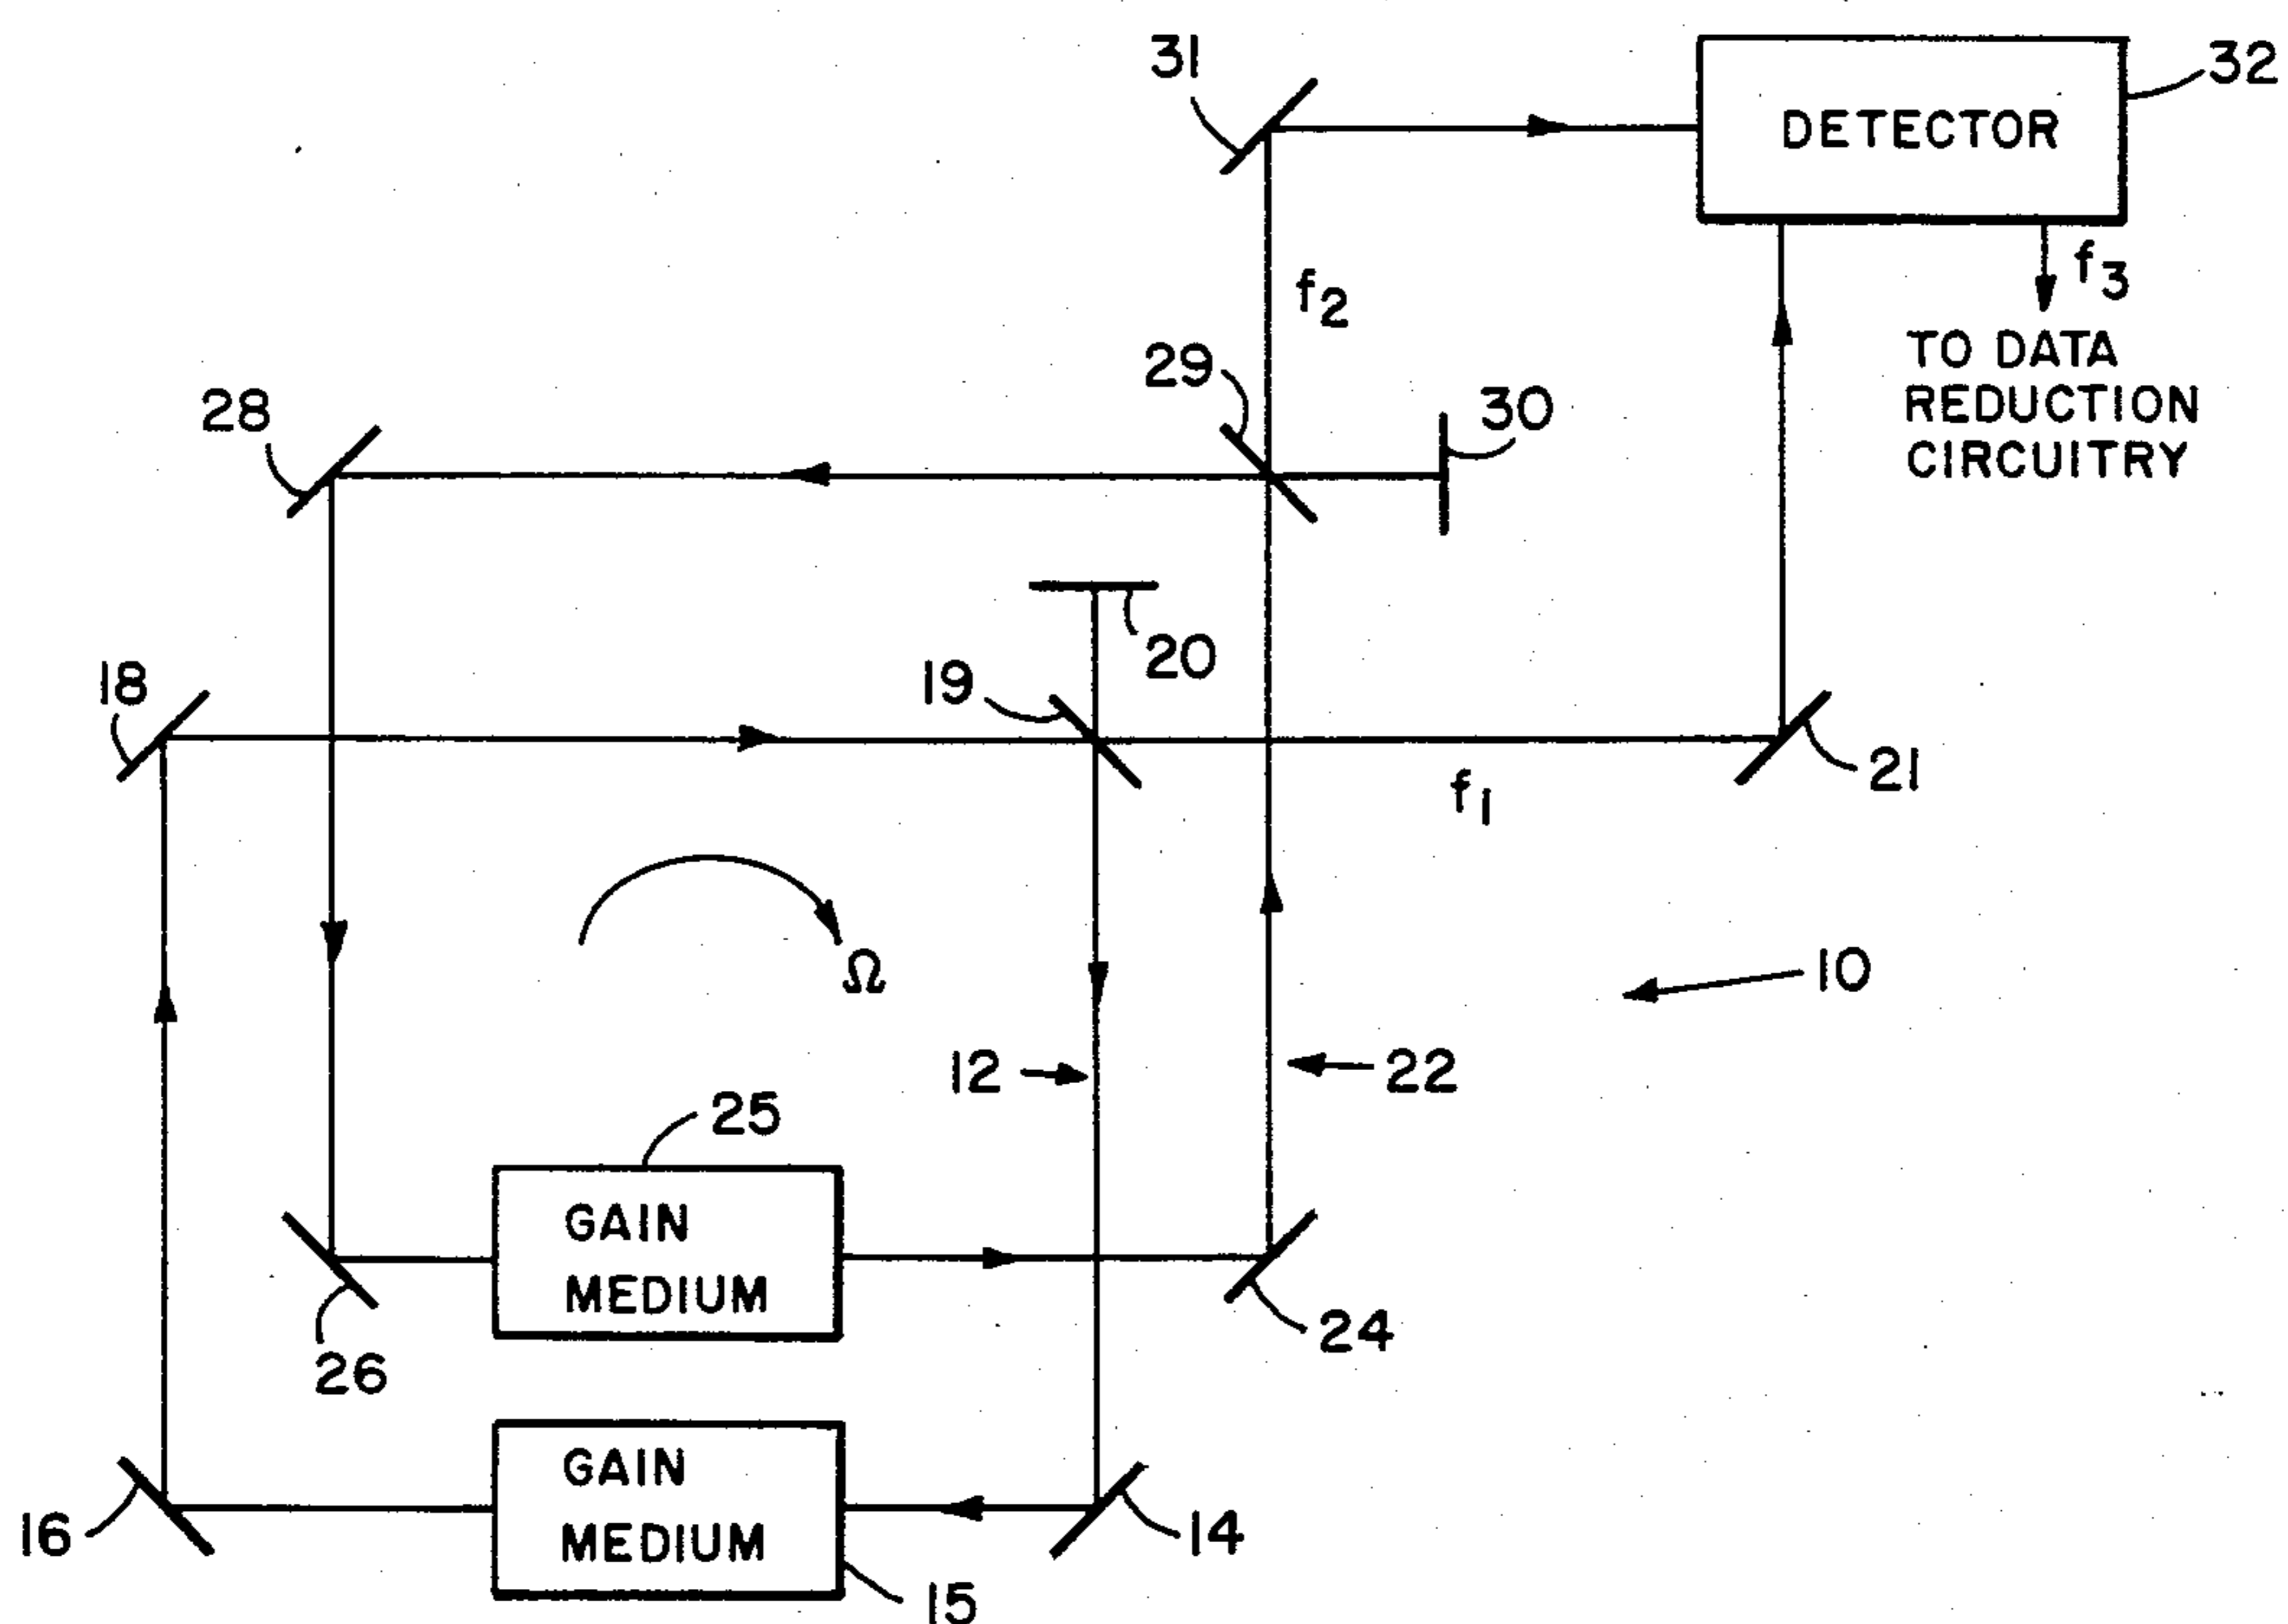 31
32
DETECTOR
f2
f3
TO DATA
REDUCTION
CIRCUITRY
29
30
28
20
19
18
21
f1
Ω
10
12
22
25
GAIN
MEDIUM
24
26
GAIN
MEDIUM
16
14
15